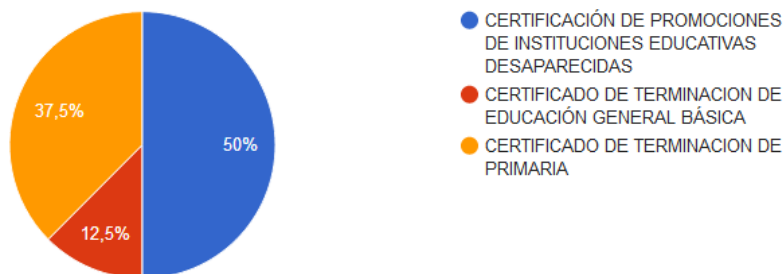 CERTIFICACIÓN DE PROMOCIONES
DE INSTITUCIONES EDUCATIVAS
DESAPARECIDAS
37,5%
CERTIFICADO DE TERMINACION DE
EDUCACIÓN GENERAL BÁSICA
50%
CERTIFICADO DE TERMINACION DE
PRIMARIA
12,5%